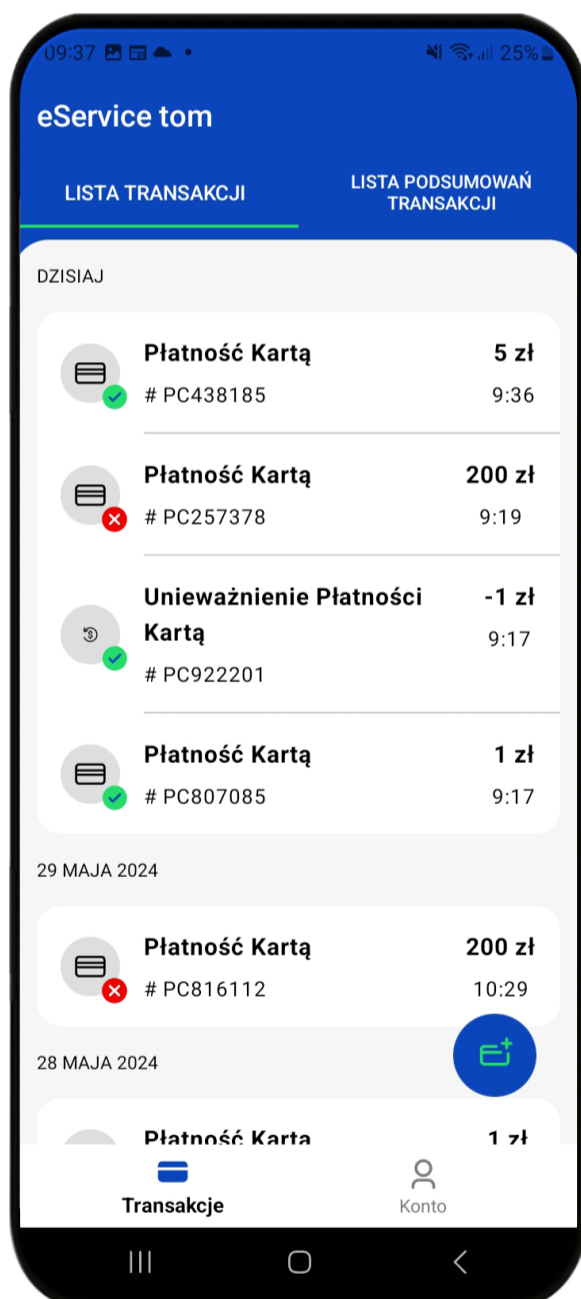 09:37
25%
eService tom
LISTA TRANSAKCJI
LISTA PODSUMOWAŃ
TRANSAKCJI
DZISIAJ
Płatność Kartą 5 zł
# PC438185 9:36
Płatność Kartą 200 zł
# PC257378 9:19
Unieważnienie Płatności -1 zł
Kartą 9:17
# PC922201
Płatność Kartą 1 zł
# PC807085 9:17
29 MAJA 2024
Płatność Kartą 200 zł
# PC816112 10:29
28 MAJA 2024
Płatność Kartą 1 zł
Transakcje
Konto